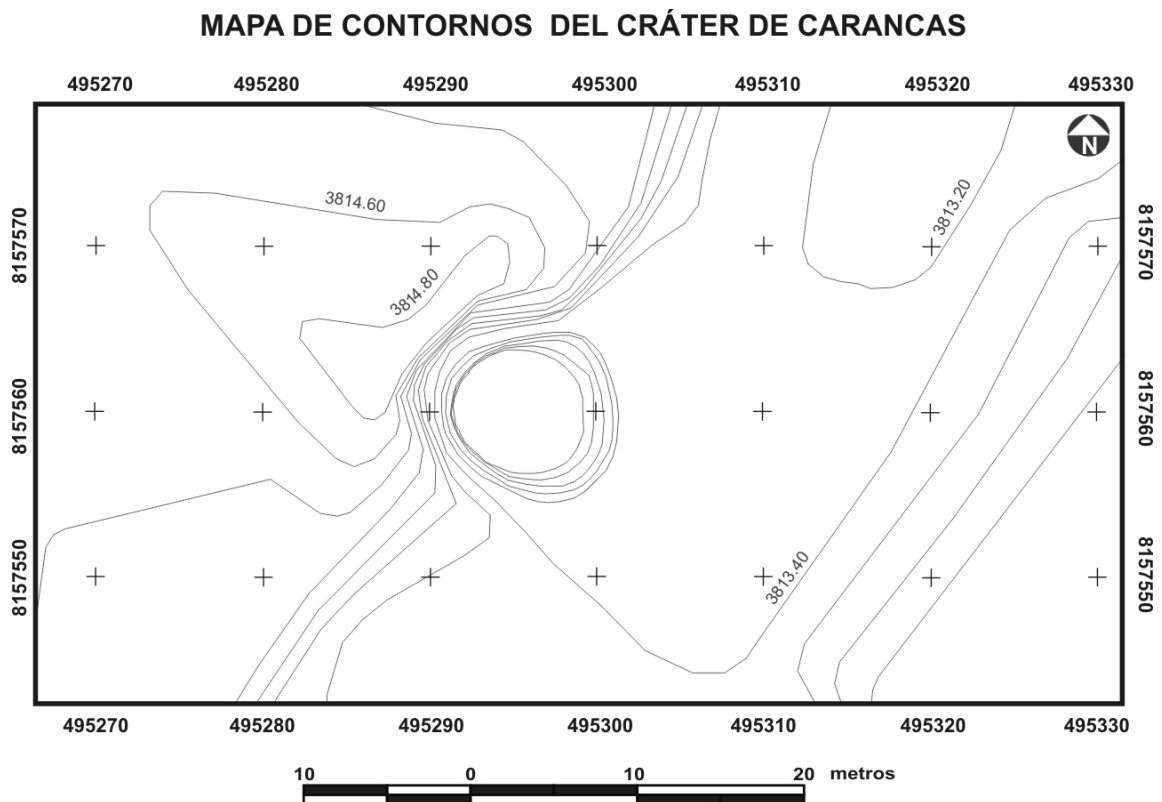 MAPA DE CONTORNOS DEL CRÁTER DE CARANCAS
495270 495280 495290 495300 495310 495320 495330
N
3814.60
3813.20
8157570
8157570
3814.80
8157560
8157560
3813.40
8157550
8157550
495270 495280 495290 495300 495310 495320 495330
10 0 10 20 metros